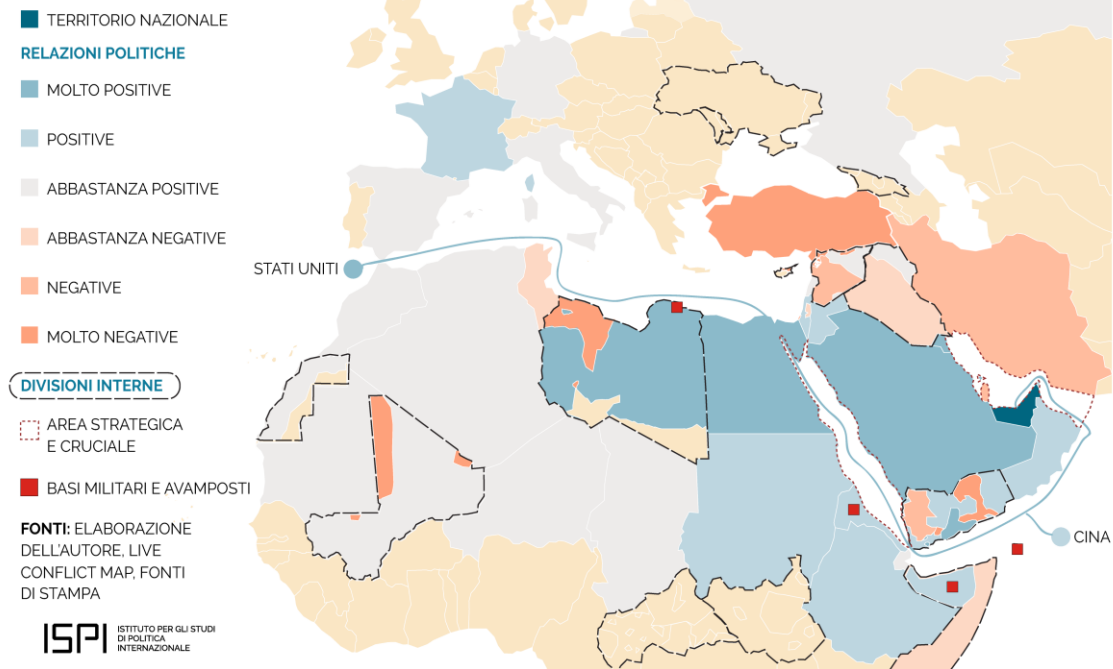 TERRITORIO NAZIONALE
RELAZIONI POLITICHE
MOLTO POSITIVE
POSITIVE
ABBASTANZA POSITIVE
ABBASTANZA NEGATIVE
NEGATIVE
MOLTO NEGATIVE
DIVISIONI INTERNE
AREA STRATEGICA
E CRUCIALE
BASI MILITARI E AVAMPOSTI
FONTI: ELABORAZIONE
DELL'AUTORE, LIVE
CONFLICT MAP, FONTI
DI STAMPA
ISPI
ISTITUTO PER GLI STUDI
DI POLITICA
INTERNAZIONALE
STATI UNITI
CINA